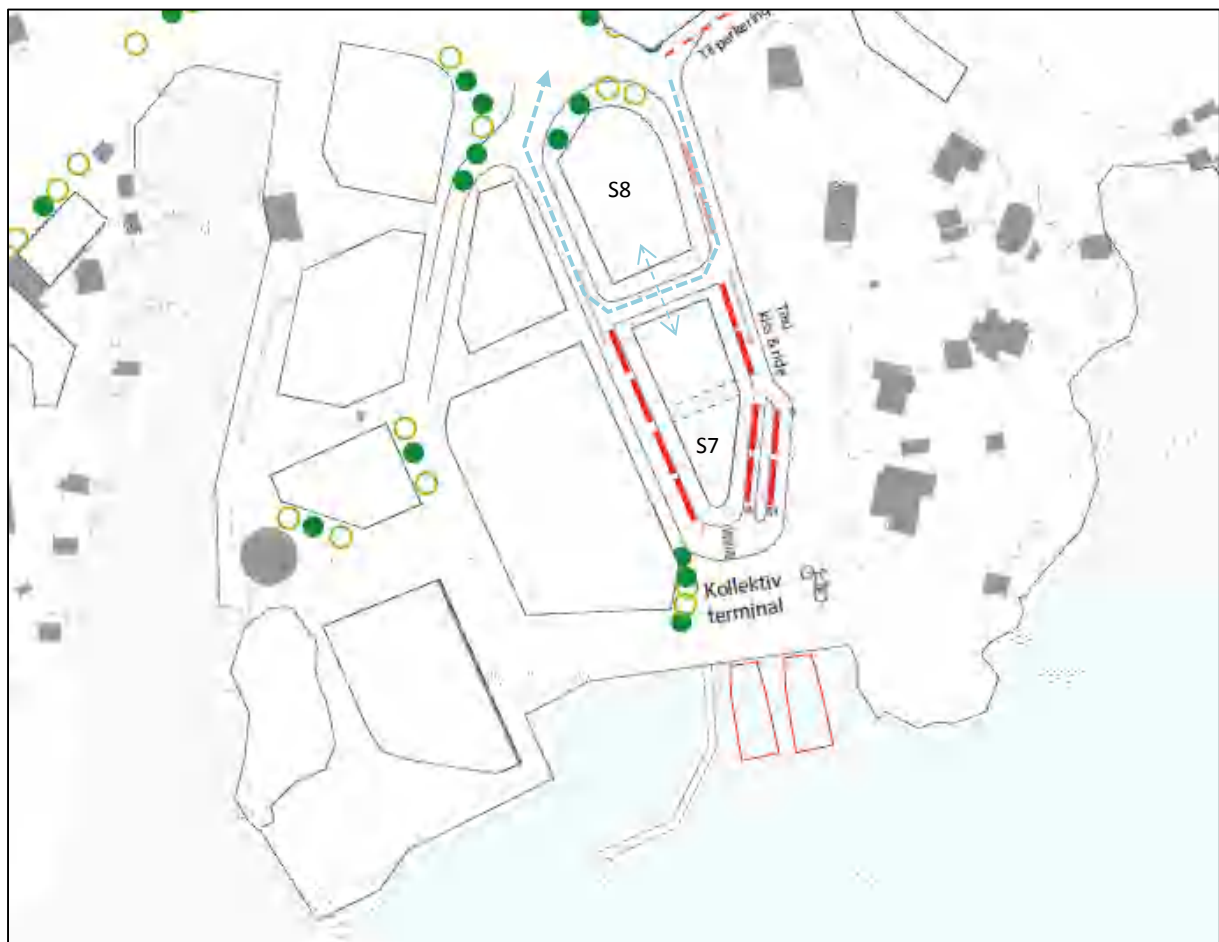 Til parkering
S8
Taxi
kiss & ride
S7
Kollektiv
terminal